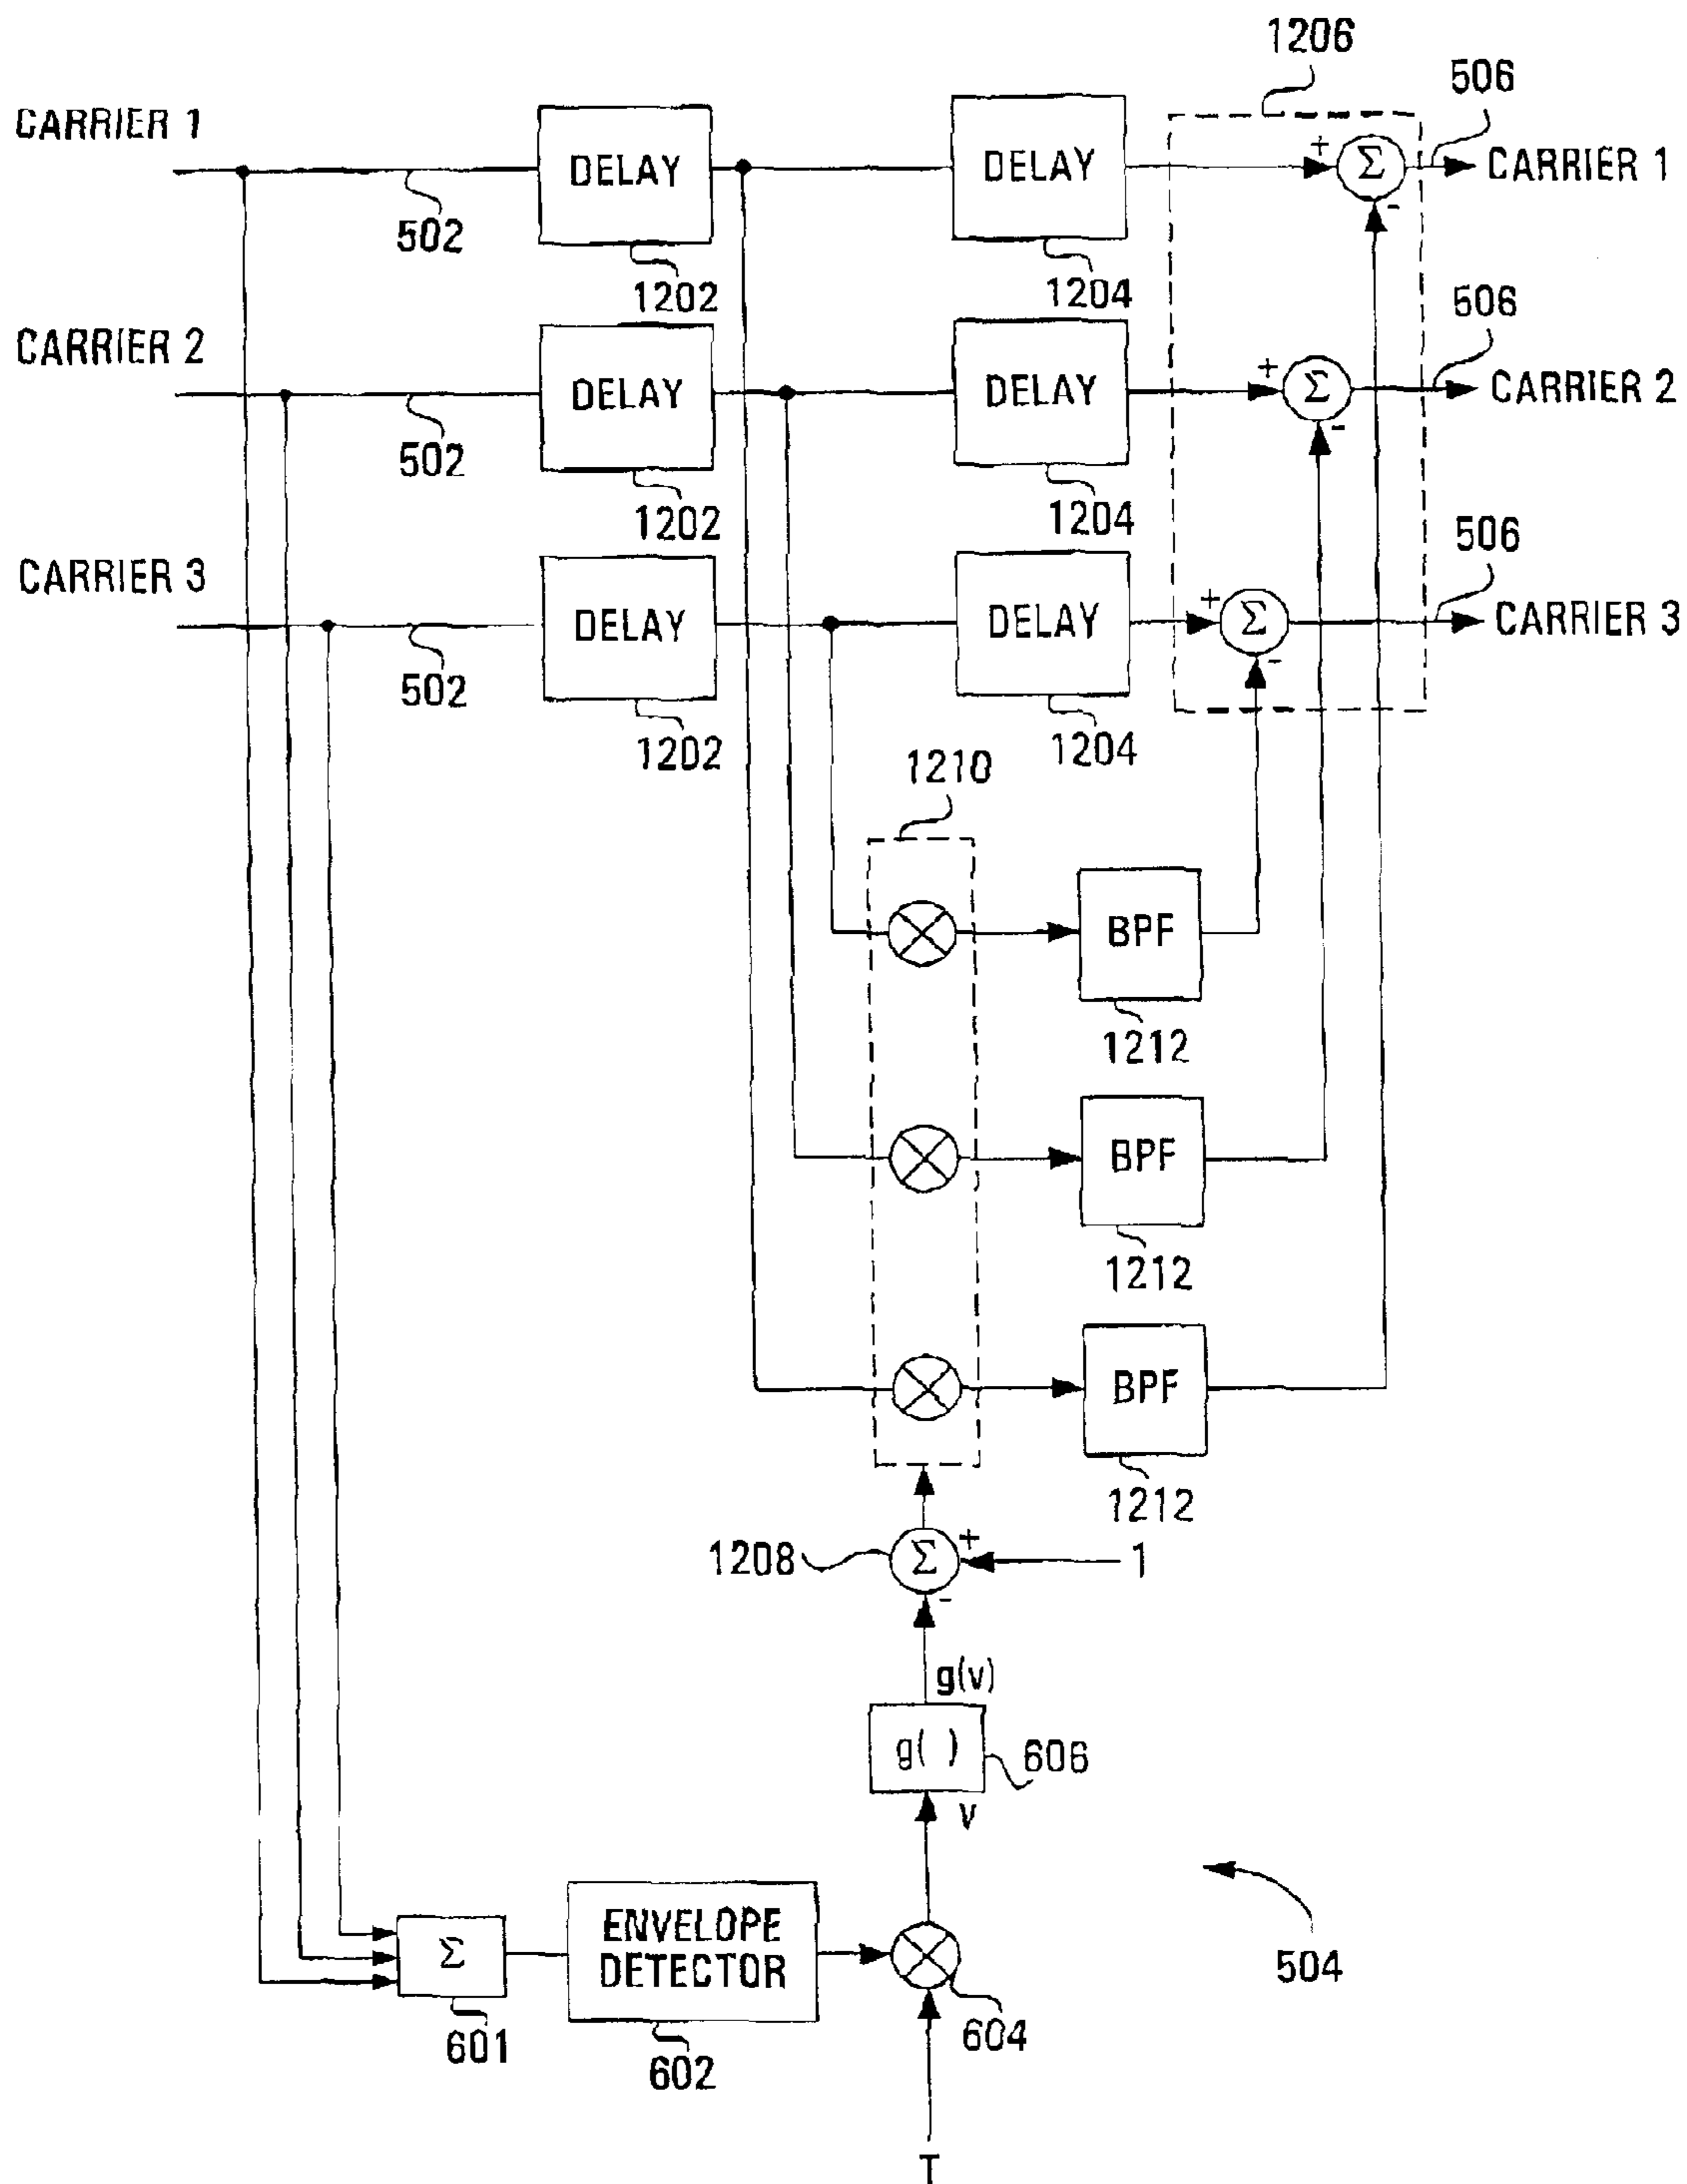 1206
506
CARRIER 1
DELAY
DELAY
+
Σ
-
CARRIER 1
502
1202
1204
506
CARRIER 2
DELAY
DELAY
+
Σ
-
CARRIER 2
502
1202
1204
506
CARRIER 3
DELAY
DELAY
+
Σ
-
CARRIER 3
502
1202
1204
1210
BPF
1212
BPF
1212
BPF
1212
1208
Σ
+
1
-
g(v)
g( )
606
v
Σ
ENVELOPE
DETECTOR
504
601
602
604
T